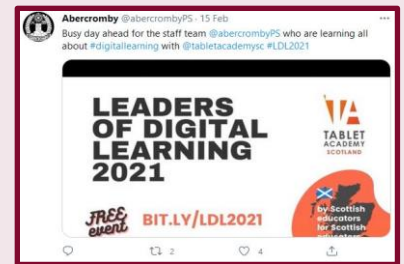 Abercromby @abercrombyPS · 15 Feb
Busy day ahead for the staff team @abercrombyPS who are learning all
about #digitallearning with @tabletacademysc #LDL2021
LEADERS
OF DIGITAL
LEARNING
2021
TA
TABLET
ACADEMY
SCOTLAND
FREE
event
BIT.LY/LDL2021
by Scottish
educators
for Scottish
educators
2
4